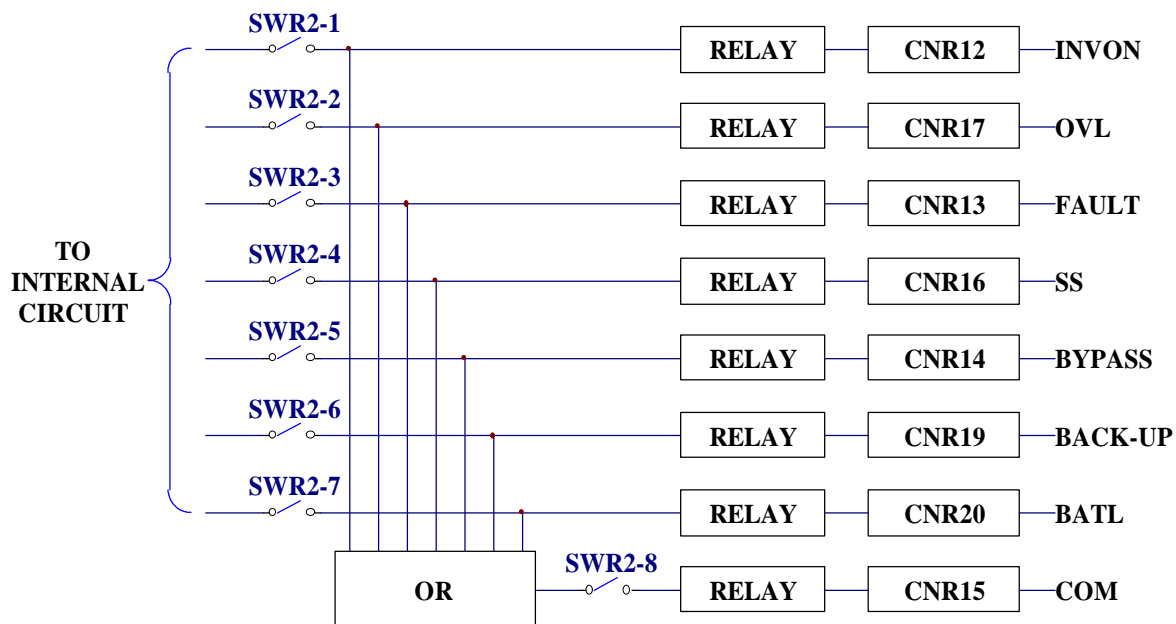 SWR2-1
RELAY CNR12 INVON
SWR2-2
RELAY CNR17 OVL
SWR2-3
RELAY CNR13 FAULT
TO
INTERNAL
CIRCUIT
SWR2-4
RELAY CNR16 SS
SWR2-5
RELAY CNR14 BYPASS
SWR2-6
RELAY CNR19 BACK-UP
SWR2-7
RELAY CNR20 BATL
SWR2-8
OR RELAY CNR15 COM